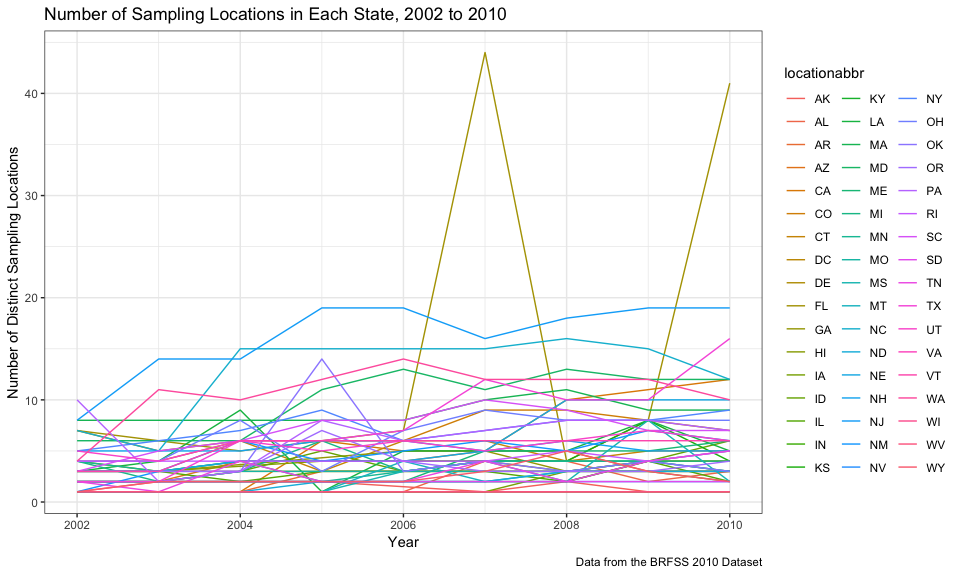 Number of Sampling Locations in Each State, 2002 to 2010
Number of Distinct Sampling Locations
40
30
20
10
0
2002
2004
2006
2008
2010
Year
locationabbr
AK KY NY
AL LA OH
AR MA OK
AZ MD OR
CA ME PA
CO MI RI
CT MN SC
DC MO SD
DE MS TN
FL MT TX
GA NC UT
HI ND VA
IA NE VT
ID NH WA
IL NJ WI
IN NM WV
KS NV WY
Data from the BRFSS 2010 Dataset